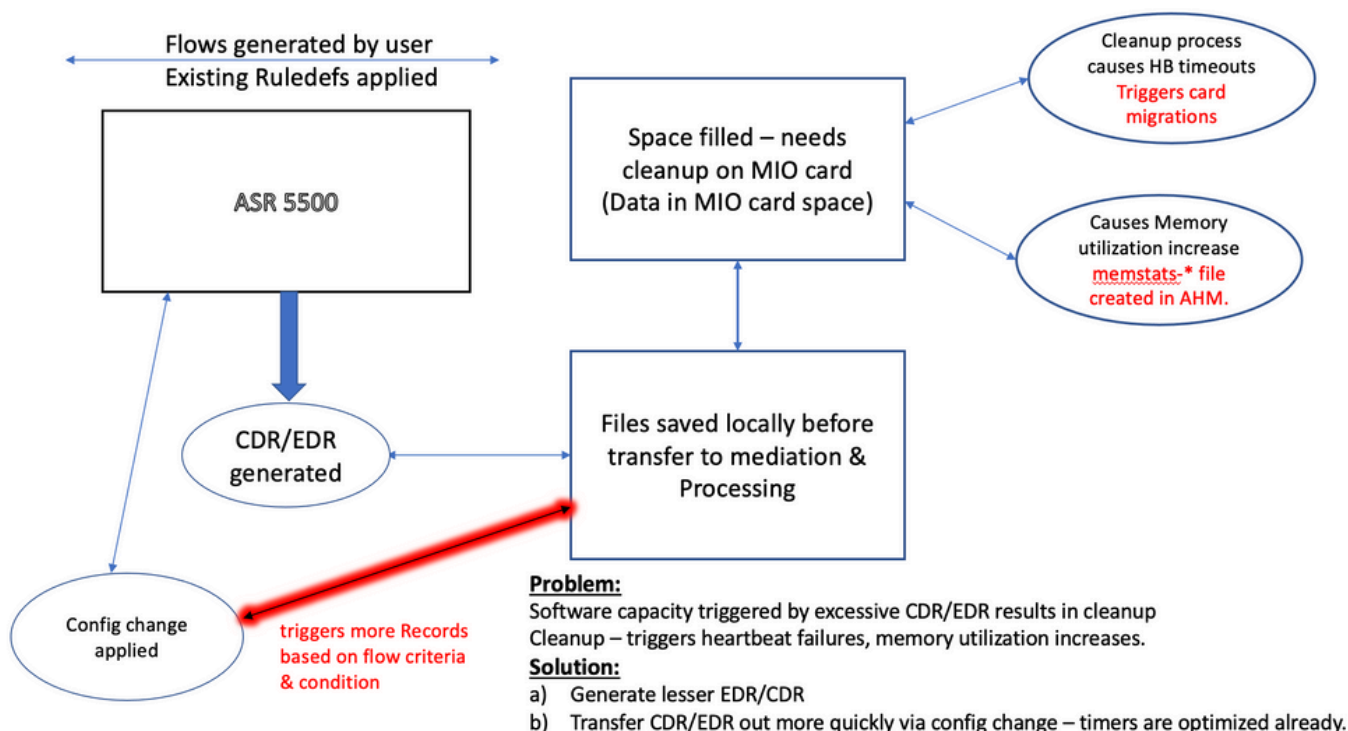 Flows generated by user
Existing Ruledefs applied
ASR 5500
CDR/EDR
generated
Config change
applied
triggers more Records
based on flow criteria
& condition
Space filled – needs
cleanup on MIO card
(Data in MIO card space)
Files saved locally before
transfer to mediation &
Processing
Cleanup process
causes HB timeouts
Triggers card
migrations
Causes Memory
utilization increase
memstats-* file
created in AHM.
Problem:
Software capacity triggered by excessive CDR/EDR results in cleanup
Cleanup – triggers heartbeat failures, memory utilization increases.
Solution:
a) Generate lesser EDR/CDR
b) Transfer CDR/EDR out more quickly via config change – timers are optimized already.